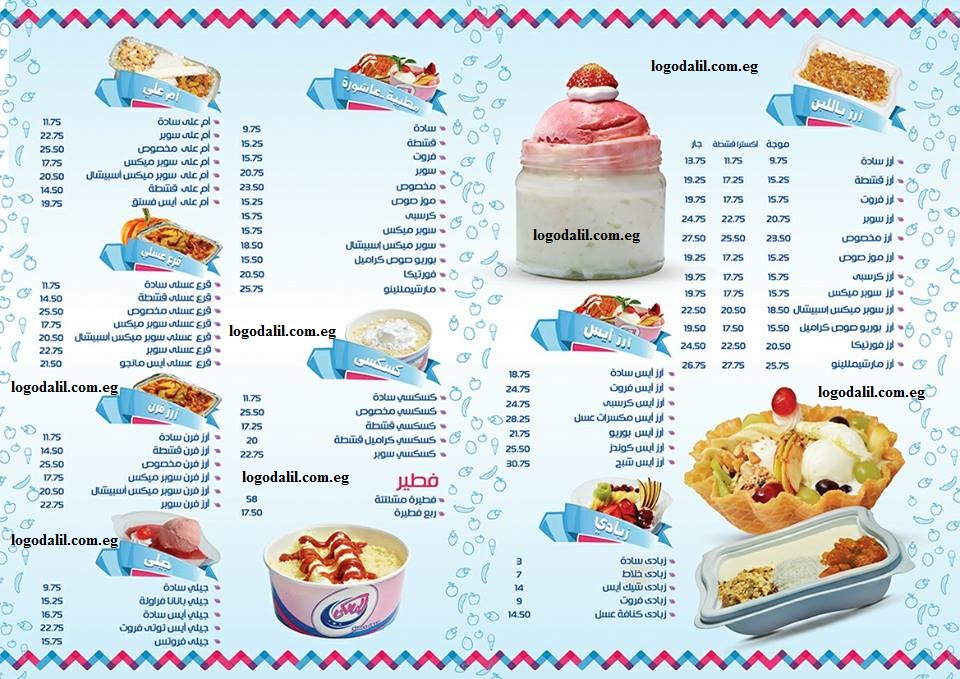 logodalil.com.eg
أرز باللبن
موجة اكسترا قشطة جار
أرز سادة 9.75 11.75 13.75
أرز قشطة 15.25 17.25 19.25
أرز فروت 15.75 17.75 19.75
أرز سوبر 20.75 22.75 24.75
أرز مخصوص 23.50 25.50 27.50
أرز موز صوص 15.25 17.25 19.25
أرز كرسبى 15.75 17.75 19.75
أرز سوبر ميكس 15.75 17.75 19.75
أرز سوبر ميكس أسبيشال 18.50 20.50 22.50
أرز بوريو صوص كراميل 15.50 17.50 19.50
أرز فورتيكا 20.50 22.50 24.50
أرز مارشيمللينو 25.75 27.75 26.75
logodalil.com.eg
logodalil.com.eg
أرز أيس
أرز أيس سادة 18.75
أرز أيس فروت 24.75
أرز أيس كرسبى 24.75
أرز أيس مكسرات عسل 28.25
أرز أيس بوريو 21.75
أرز أيس كوندز 25.50
أرز أيس شبح 30.75
زبادي
زبادى سادة 3
زبادى خلاط 7
زبادى شيك أيس 14
زبادى فروت 9
زبادى كنافة عسل 14.50
مهلبية .عاشورة
سادة 9.75
قشطة 15.25
فروت 15.75
سوبر 20.75
مخصوص 23.50
موز صوص 15.25
كرسبى 15.75
سوبر ميكس 15.75
سوبر ميكس إسبيشال 18.50
بوريو صوص كراميل 15.50
فورتيكا 20.50
مارشيمللينو 25.75
logodalil.com.eg
كسكسى
كسكسي سادة 11.75
كسكسي مخصوص 25.50
كسكسي قشطة 17.25
كسكسي كراميل قشطة 20
كسكسي سوبر 22.75
logodalil.com.eg
فطير
فطيرة مشلتتة 58
ربع فطيرة 17.50
أم علي
أم على سادة 11.75
أم على سوبر 22.75
أم على مخصوص 25.50
أم على سوبر ميكس 17.75
أم على سوبر ميكس أسبيشال 20.50
أم على قشطة 14.50
أم على أيس فستق 19.75
قرع عسلى
قرع عسلى سادة 11.75
قرع عسلى قشطة 14.50
قرع عسلى مخصوص 25.50
قرع عسلى سوبر ميكس 17.75
قرع عسلى سوبر ميكس أسبيشال 20.50
قرع عسلى سوبر 22.75
قرع عسلى أيس مانجو 21.50
logodalil.com.eg
أرز فرن
أرز فرن سادة 11.75
أرز فرن قشطة 14.50
أرز فرن مخصوص 25.50
أرز فرن سوبر ميكس 17.75
أرز فرن سوبر ميكس أسبيشال 20.50
أرز فرن سوبر 22.75
logodalil.com.eg
جيلى
جيلي سادة 9.75
جيلي بانانا فراولة 15.25
جيلي أيس سادة 16.75
جيلي أيس توتى فروت 22.75
جيلي فروتس 15.75